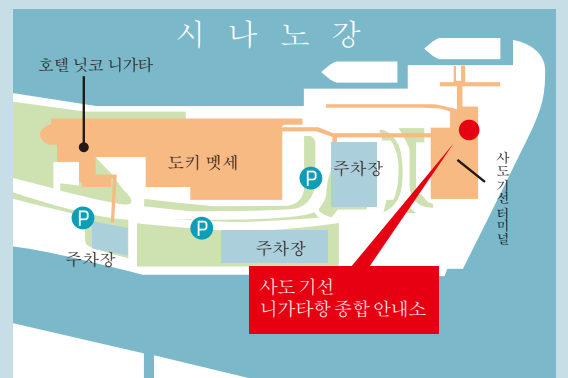 시 나 노 강
호텔 닛코 니가타
도키 멧세
P
주차장
사도 기선 터미널
P
P
주차장
주차장
사도 기선
니가타항 종합 안내소